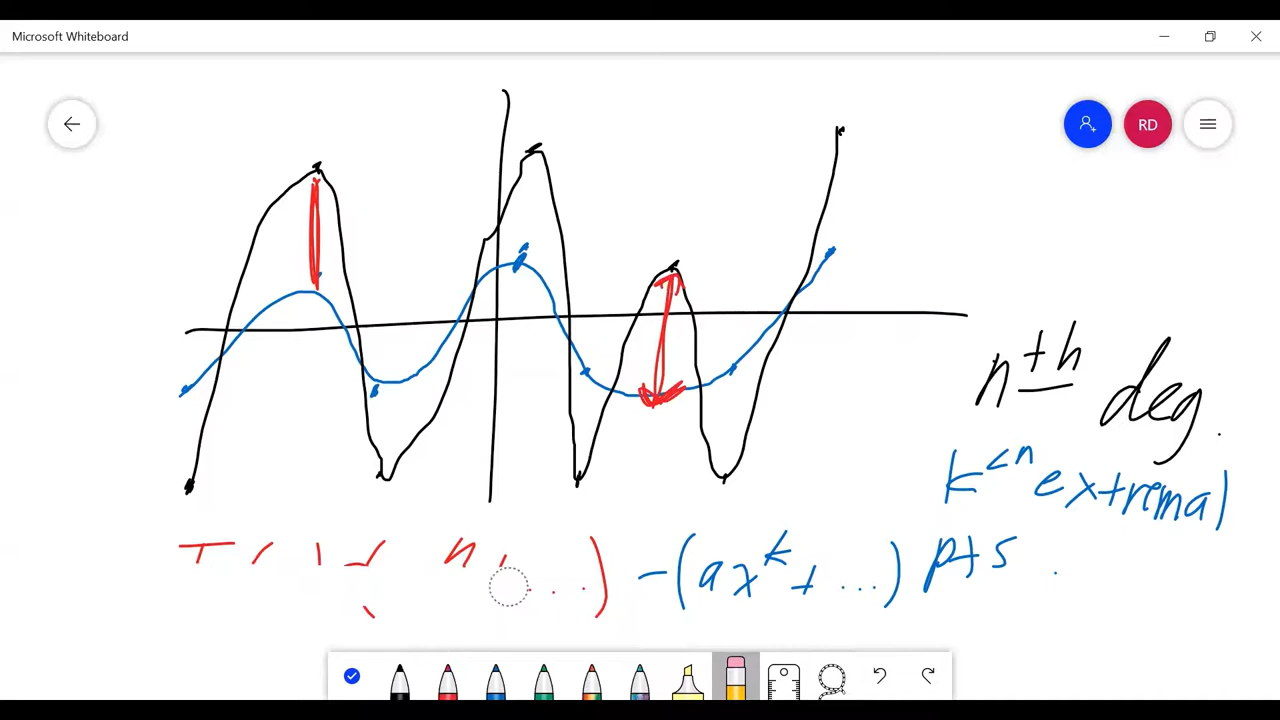 Microsoft Whiteboard
RD
nth deg.
k<n extremal
pts.
...) -(ax^k + ...)